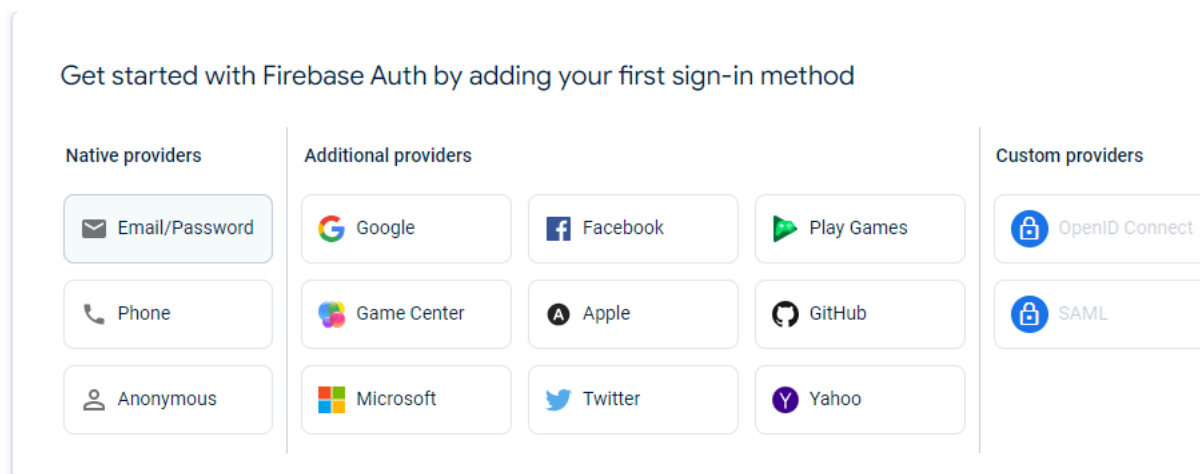 Get started with Firebase Auth by adding your first sign-in method
Native providers
Email/Password
Phone
Anonymous
Additional providers
Google
Facebook
Play Games
Game Center
Apple
GitHub
Microsoft
Twitter
Yahoo
Custom providers
OpenID Connect
SAML